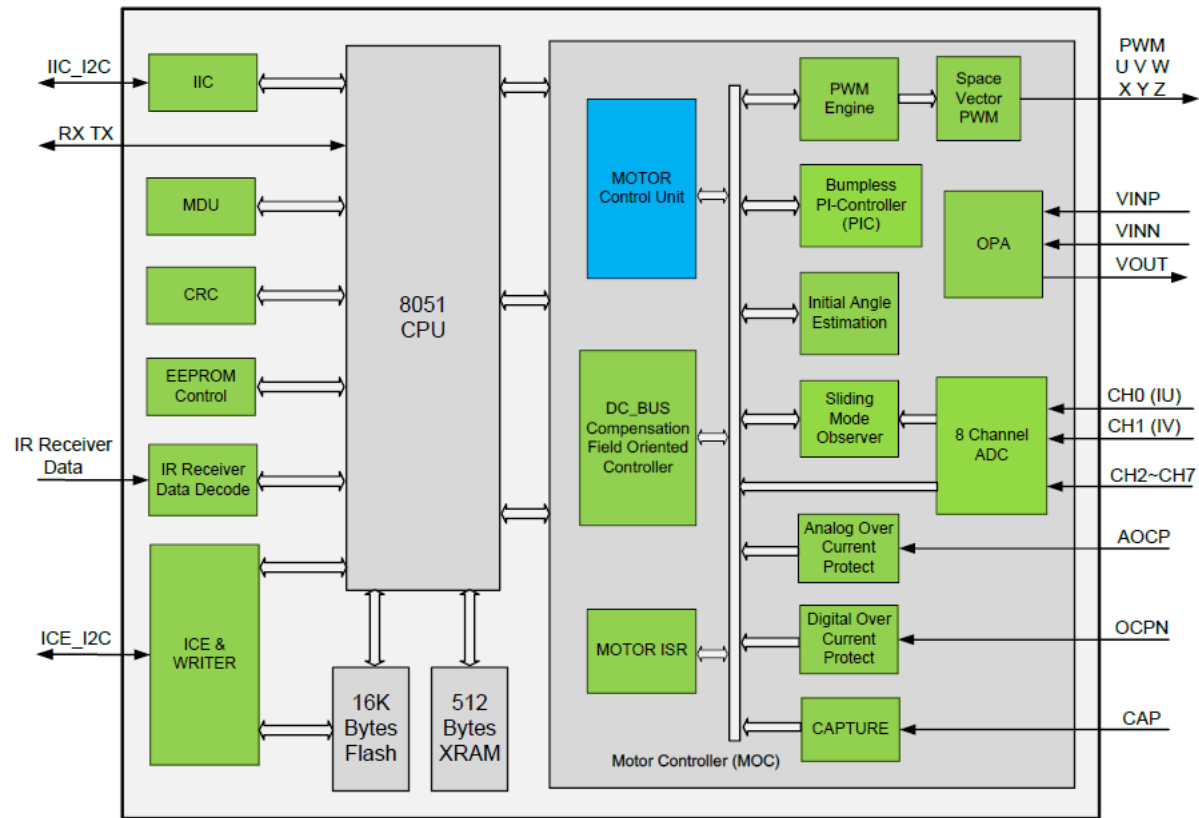 IIC_I2C
RX TX
IR Receiver
Data
ICE_I2C
IIC
MDU
CRC
EEPROM
Control
IR Receiver
Data Decode
ICE &
WRITER
8051
CPU
16K
Bytes
Flash
512
Bytes
XRAM
MOTOR
Control Unit
DC_BUS
Compensation
Field Oriented
Controller
MOTOR ISR
Motor Controller (MOC)
PWM
Engine
Space
Vector
PWM
Bumpless
PI-Controller
(PIC)
OPA
Initial Angle
Estimation
Sliding
Mode
Observer
8 Channel
ADC
Analog Over
Current
Protect
Digital Over
Current
Protect
CAPTURE
PWM
U V W
X Y Z
VINP
VINN
VOUT
CH0 (IU)
CH1 (IV)
CH2~CH7
AOCP
OCPN
CAP